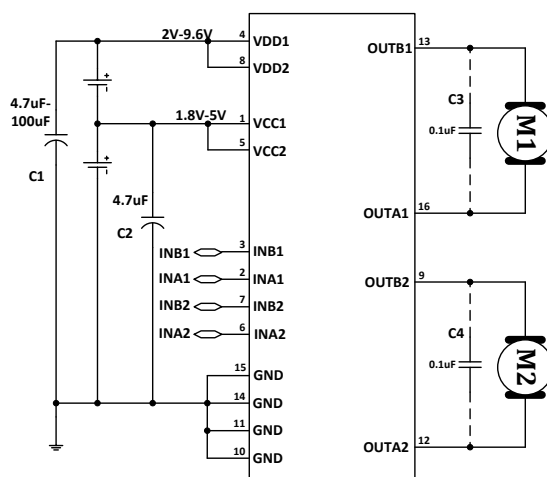 2V-9.6V
4
VDD1
8
VDD2
4.7uF-
100uF
C1
1.8V-5V
1
VCC1
5
VCC2
4.7uF
C2
INB1
3
INB1
INA1
2
INA1
INB2
7
INB2
INA2
6
INA2
15
GND
14
GND
11
GND
10
GND
OUTB1
13
C3
0.1uF
M1
OUTA1
16
OUTB2
9
C4
0.1uF
M2
OUTA2
12